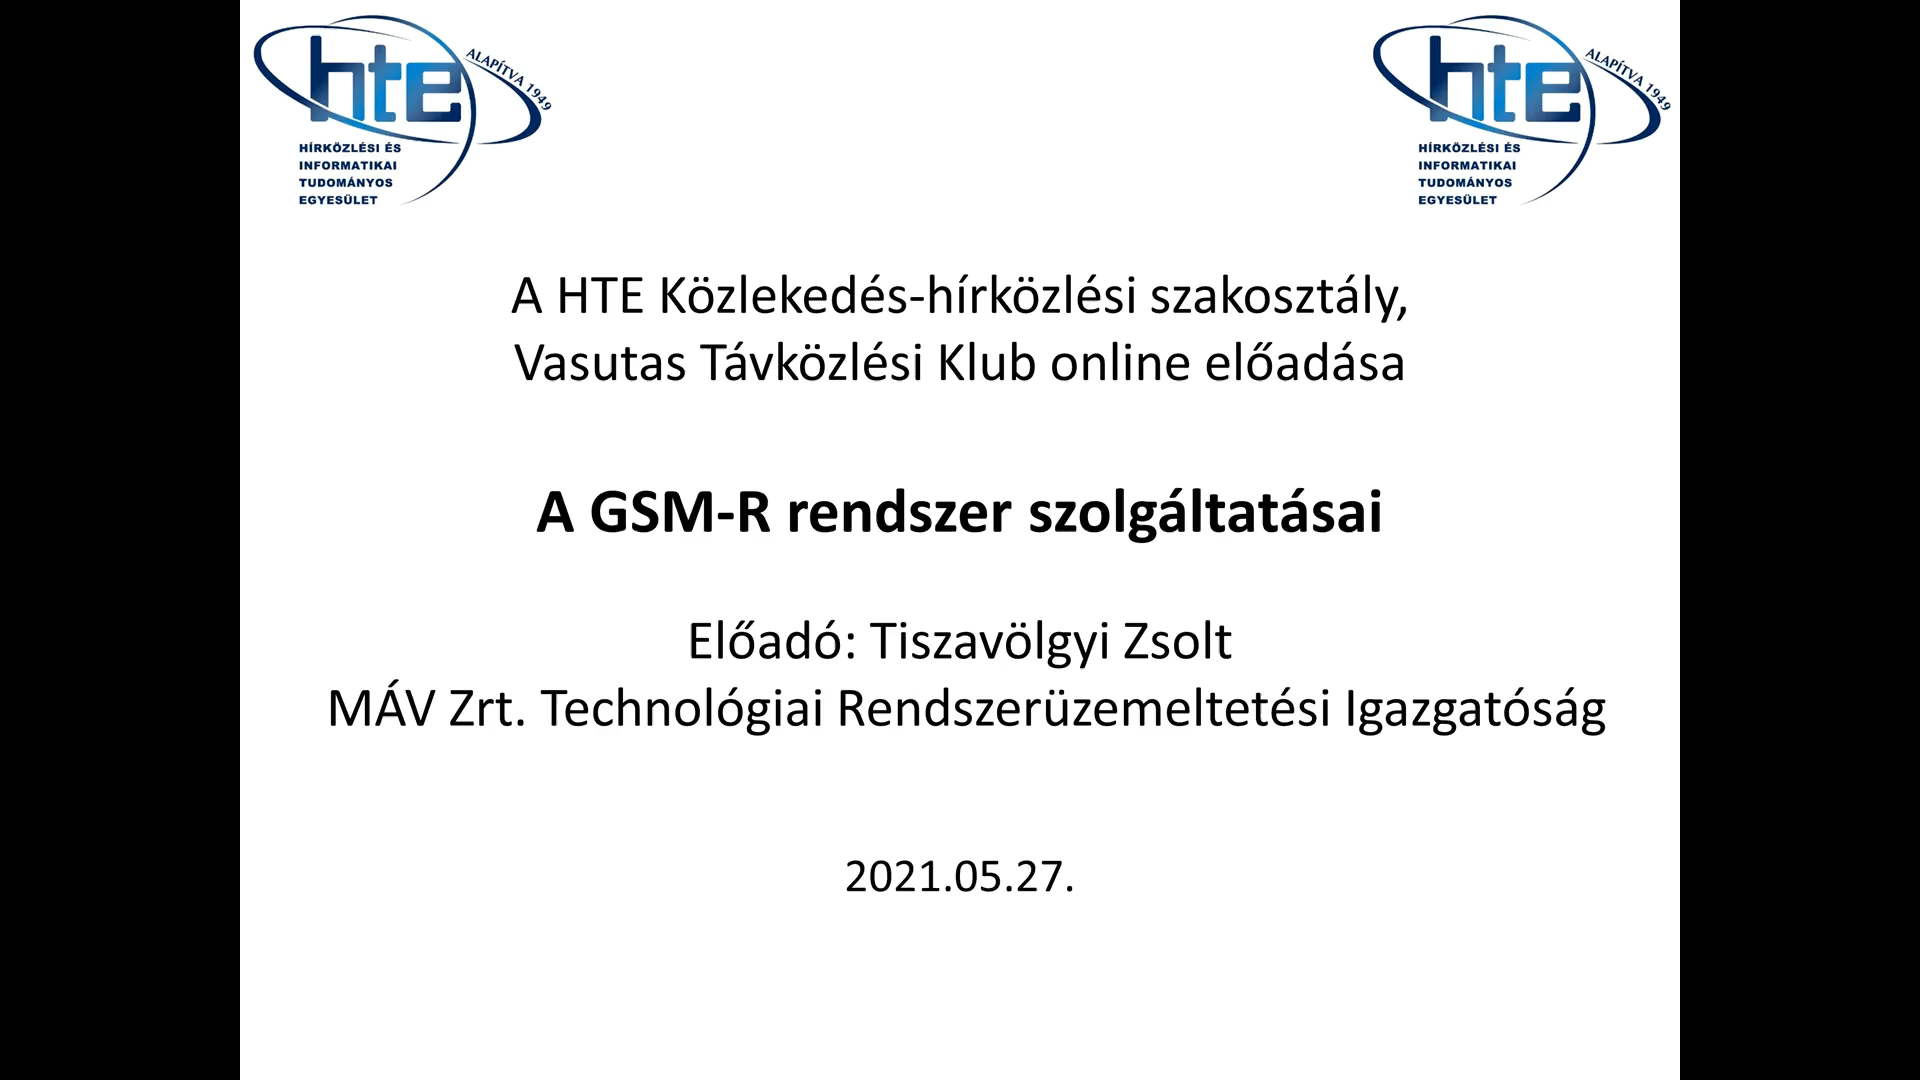 hte
ALAPÍTVA 1949
HÍRKÖZLÉSI ÉS
INFORMATIKAI
TUDOMÁNYOS
EGYESÜLET
hte
ALAPÍTVA 1949
HÍRKÖZLÉSI ÉS
INFORMATIKAI
TUDOMÁNYOS
EGYESÜLET
A HTE Közlekedés-hírközlési szakosztály,
Vasutas Távközlési Klub online előadása
A GSM-R rendszer szolgáltatásai
Előadó: Tiszavölgyi Zsolt
MÁV Zrt. Technológiai Rendszerüzemeltetési Igazgatóság
2021.05.27.